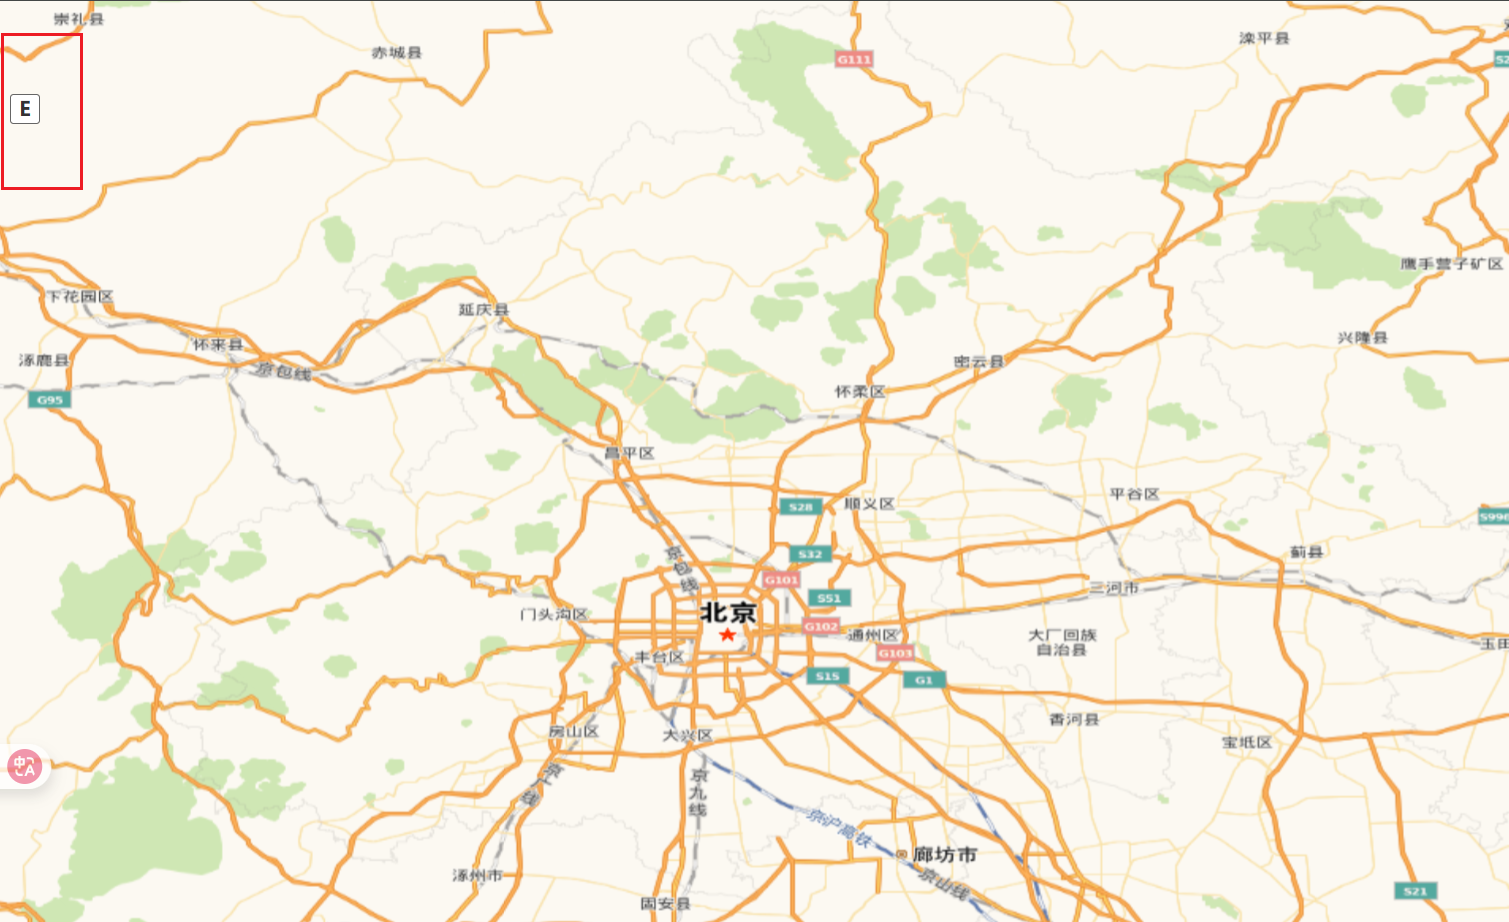 崇礼县
赤城县
G111
滦平县
E
鹰手营子矿区
下花园区
延庆县
怀来县
兴隆县
涿鹿县
京包线
密云县
怀柔区
G95
昌平区
平谷区
S28
顺义区
S996
S32
蓟县
京包线
G101
三河市
S51
门头沟区
北京
G102
通州区
大厂回族
自治县
丰台区
G103
S15
G1
香河县
房山区
大兴区
宝坻区
京广线
京九线
京沪高铁
廊坊市
京山线
涿州市
S21
固安县
中
A